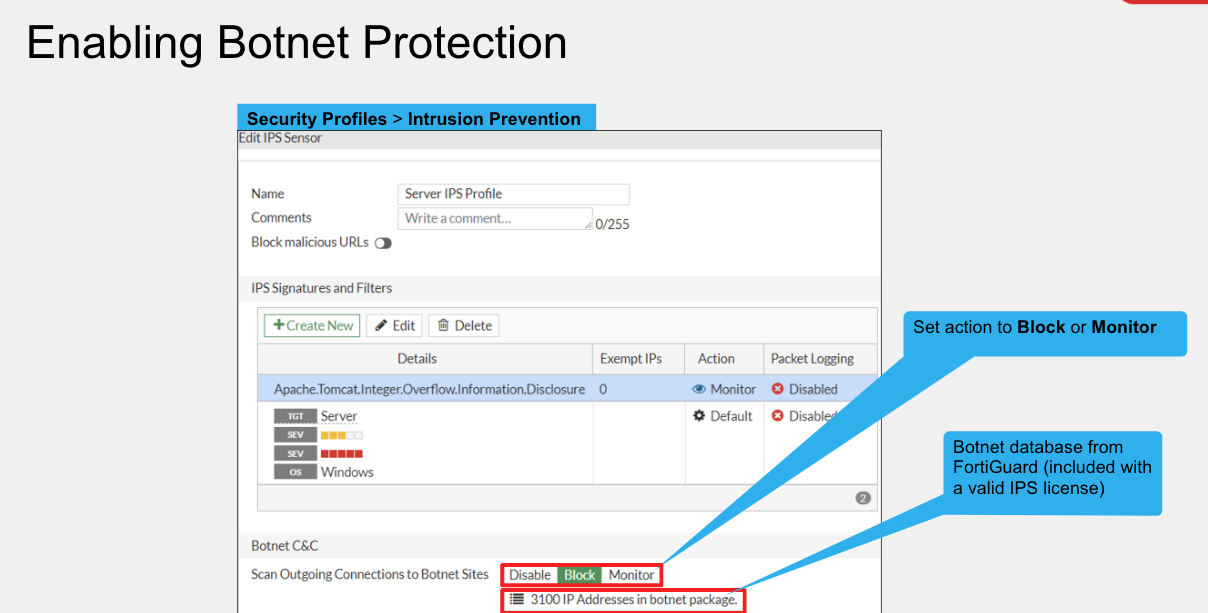 Enabling Botnet Protection
Security Profiles > Intrusion Prevention
Edit IPS Sensor
Name Server IPS Profile
Comments Write a comment... 0/255
Block malicious URLs
IPS Signatures and Filters
+Create New Edit Delete
Details Exempt IPs Action Packet Logging
Apache.Tomcat.Integer.Overflow.Information.Disclosure 0 Monitor Disabled
TGT Server Default Disabled
SEV
SEV
OS Windows
2
Set action to Block or Monitor
Botnet database from
FortiGuard (included with
a valid IPS license)
Botnet C&C
Scan Outgoing Connections to Botnet Sites Disable Block Monitor
3100 IP Addresses in botnet package.